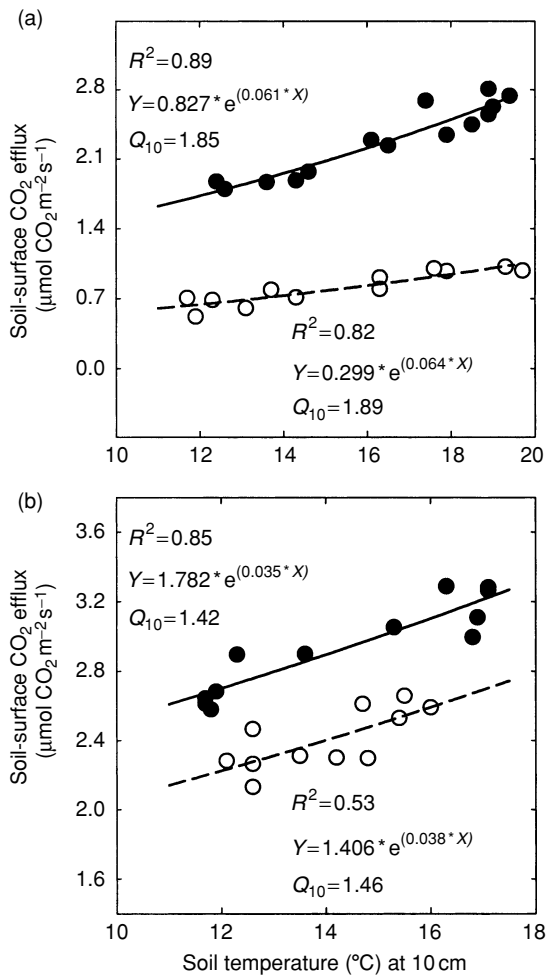 (a)
R²=0.89
Y=0.827*e^(0.061*X)
Q₁₀=1.85
2.8
2.1
1.4
0.7
0.0
Soil-surface CO₂ efflux
(μmol CO₂ m⁻² s⁻¹)
R²=0.82
Y=0.299*e^(0.064*X)
Q₁₀=1.89
10 12 14 16 18 20
(b)
3.6
3.2
2.8
2.4
2.0
1.6
Soil-surface CO₂ efflux
(μmol CO₂ m⁻² s⁻¹)
R²=0.85
Y=1.782*e^(0.035*X)
Q₁₀=1.42
R²=0.53
Y=1.406*e^(0.038*X)
Q₁₀=1.46
10 12 14 16 18
Soil temperature (°C) at 10 cm